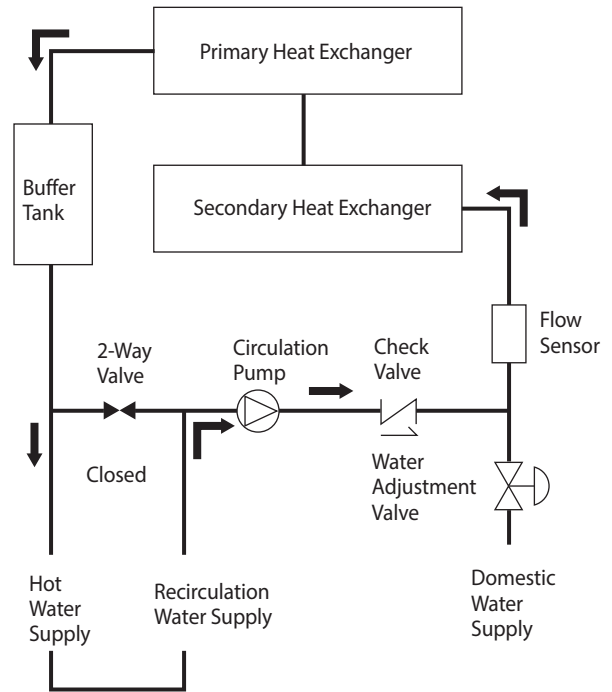 Primary Heat Exchanger
Secondary Heat Exchanger
Buffer
Tank
Flow
Sensor
2-Way
Valve
Circulation
Pump
Check
Valve
Closed
Water
Adjustment
Valve
Hot
Water
Supply
Recirculation
Water Supply
Domestic
Water
Supply